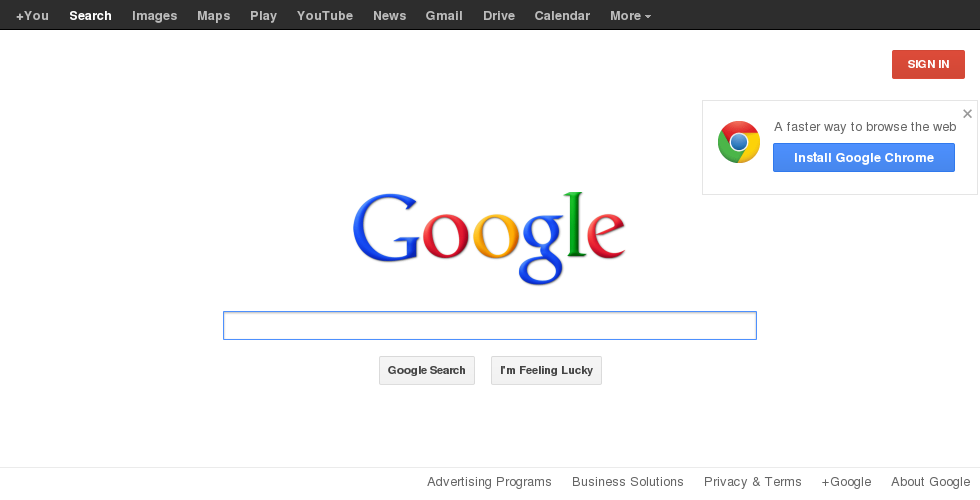 +You Search Images Maps Play YouTube News Gmail Drive Calendar More
SIGN IN
A faster way to browse the web
Install Google Chrome
Google
Google Search I'm Feeling Lucky
Advertising Programs Business Solutions Privacy & Terms +Google About Google